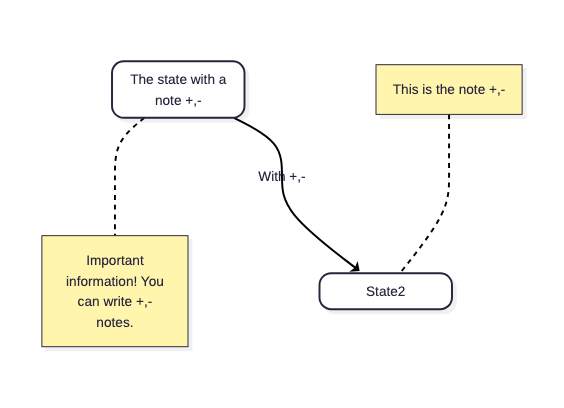 The state with a
note +,-
This is the note +,-
With +,-
Important
information! You
can write +,-
notes.
State2